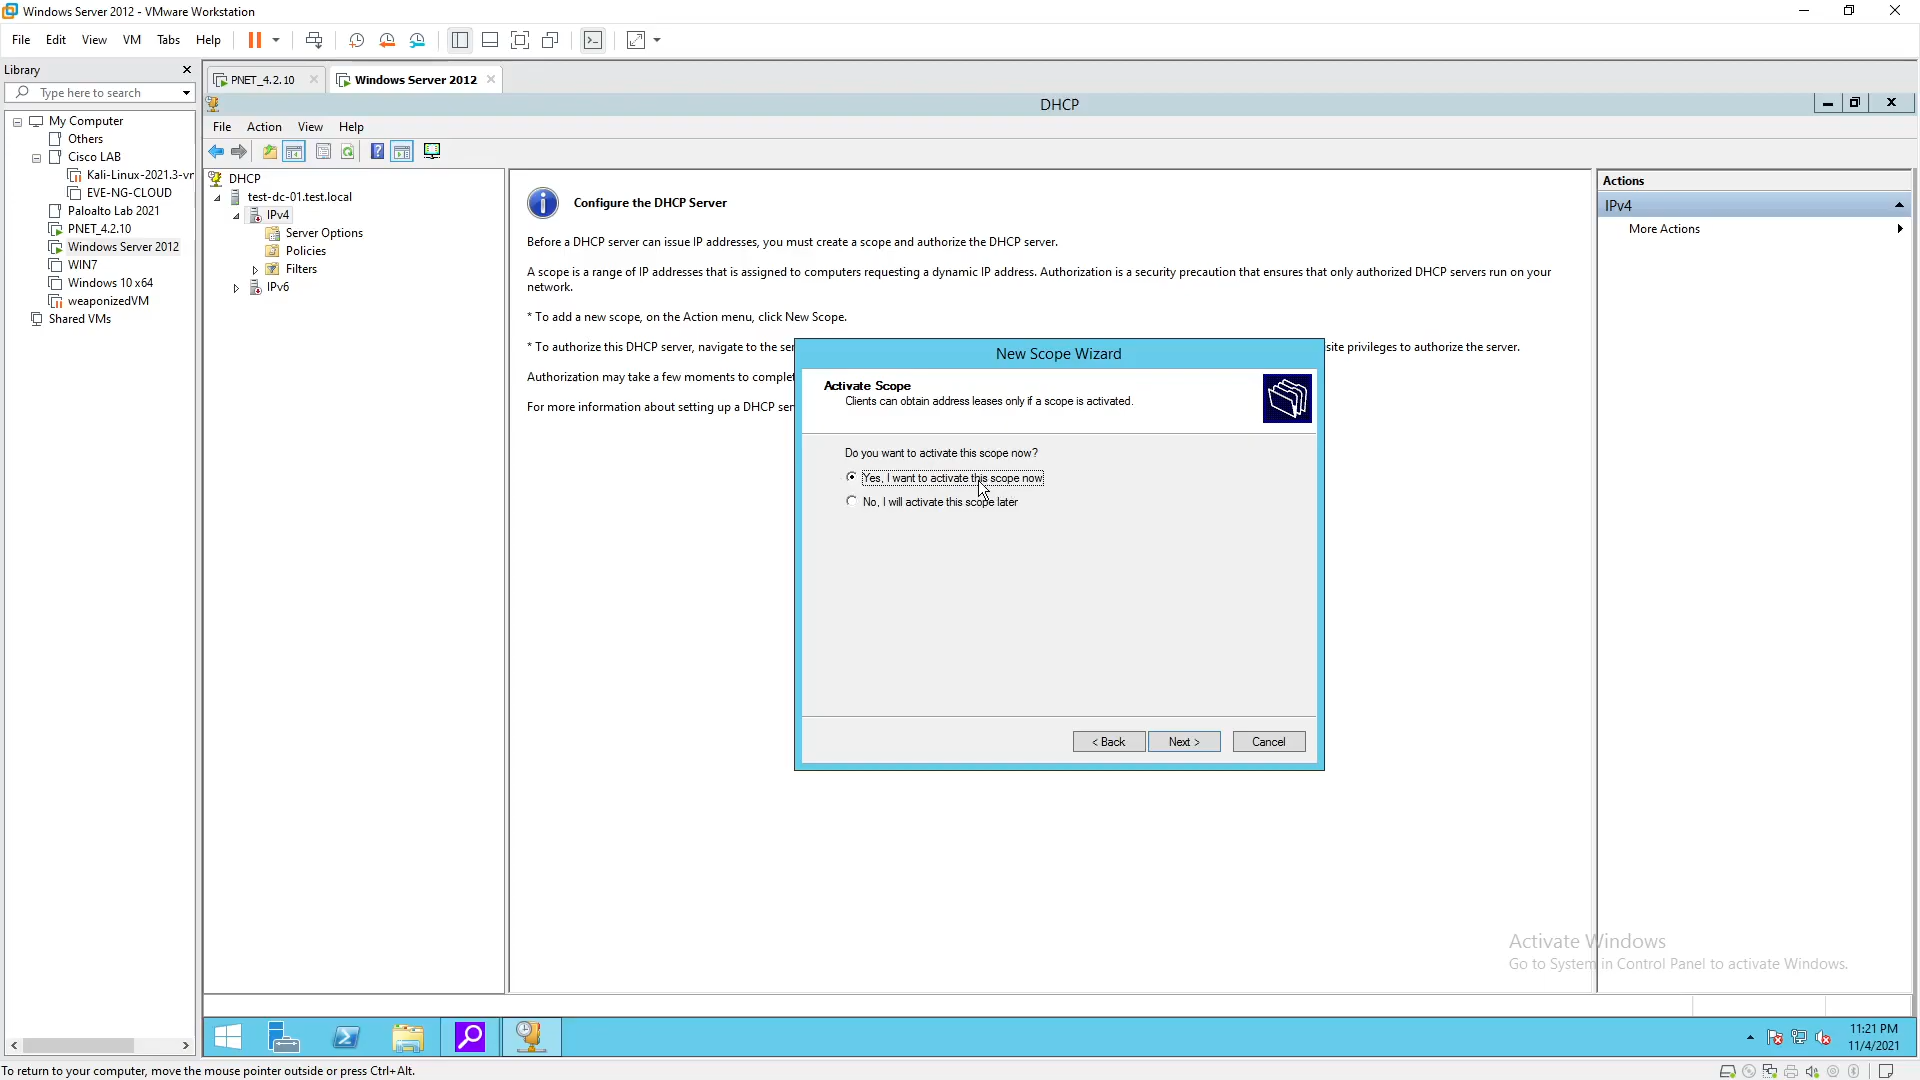 Windows Server 2012 - VMware Workstation
File Edit View VM Tabs Help
Library
Type here to search
My Computer
Others
Cisco LAB
Kali-Linux-2021.3-vr
EVE-NG-CLOUD
Paloalto Lab 2021
PNET_4.2.10
Windows Server 2012
WIN7
Windows 10 x64
weaponizedVM
Shared VMs
PNET_4.2.10
Windows Server 2012
DHCP
File Action View Help
DHCP
test-dc-01.test.local
IPv4
Server Options
Policies
Filters
IPv6
Configure the DHCP Server
Before a DHCP server can issue IP addresses, you must create a scope and authorize the DHCP server.
A scope is a range of IP addresses that is assigned to computers requesting a dynamic IP address. Authorization is a security precaution that ensures that only authorized DHCP servers run on your
network.
* To add a new scope, on the Action menu, click New Scope.
* To authorize this DHCP server, navigate to the ser
site privileges to authorize the server.
Authorization may take a few moments to complet
For more information about setting up a DHCP ser
New Scope Wizard
Activate Scope
Clients can obtain address leases only if a scope is activated.
Do you want to activate this scope now?
Yes, I want to activate this scope now
No, I will activate this scope later
< Back
Next >
Cancel
Actions
IPv4
More Actions
Activate Windows
Go to System in Control Panel to activate Windows.
11:21 PM
11/4/2021
To return to your computer, move the mouse pointer outside or press Ctrl+Alt.